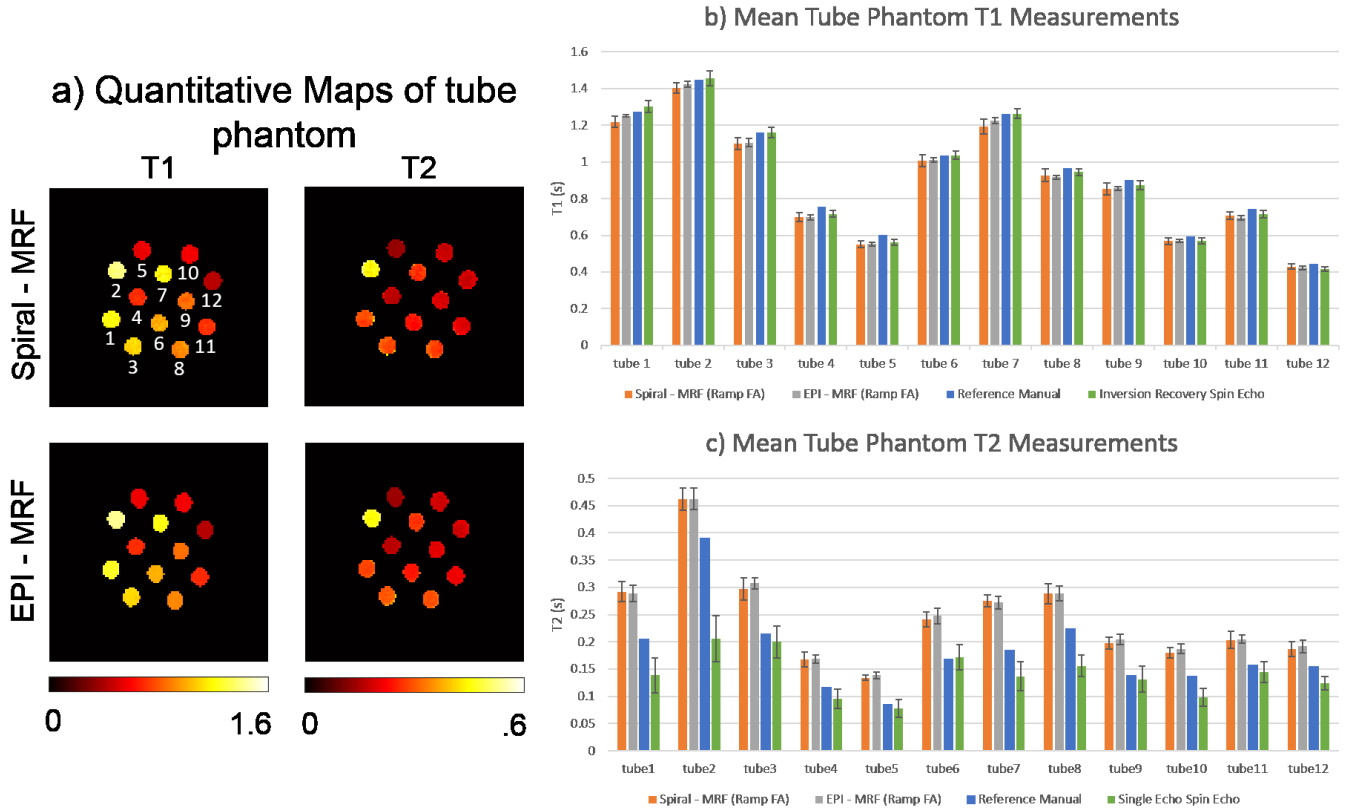 a) Quantitative Maps of tube
phantom
T1 T2
Spiral - MRF
5 10
2 7 12
4 9
1 6 11
3 8
EPI - MRF
0 1.6
0 .6
b) Mean Tube Phantom T1 Measurements
T1 (s)
1.6
1.4
1.2
1
0.8
0.6
0.4
0.2
0
tube 1 tube 2 tube 3 tube 4 tube 5 tube 6 tube 7 tube 8 tube 9 tube 10 tube 11 tube 12
Spiral - MRF (Ramp FA) EPI - MRF (Ramp FA) Reference Manual Inversion Recovery Spin Echo
c) Mean Tube Phantom T2 Measurements
T2 (s)
0.5
0.45
0.4
0.35
0.3
0.25
0.2
0.15
0.1
0.05
0
tube1 tube2 tube3 tube4 tube5 tube6 tube7 tube8 tube9 tube10 tube11 tube12
Spiral - MRF (Ramp FA) EPI - MRF (Ramp FA) Reference Manual Single Echo Spin Echo